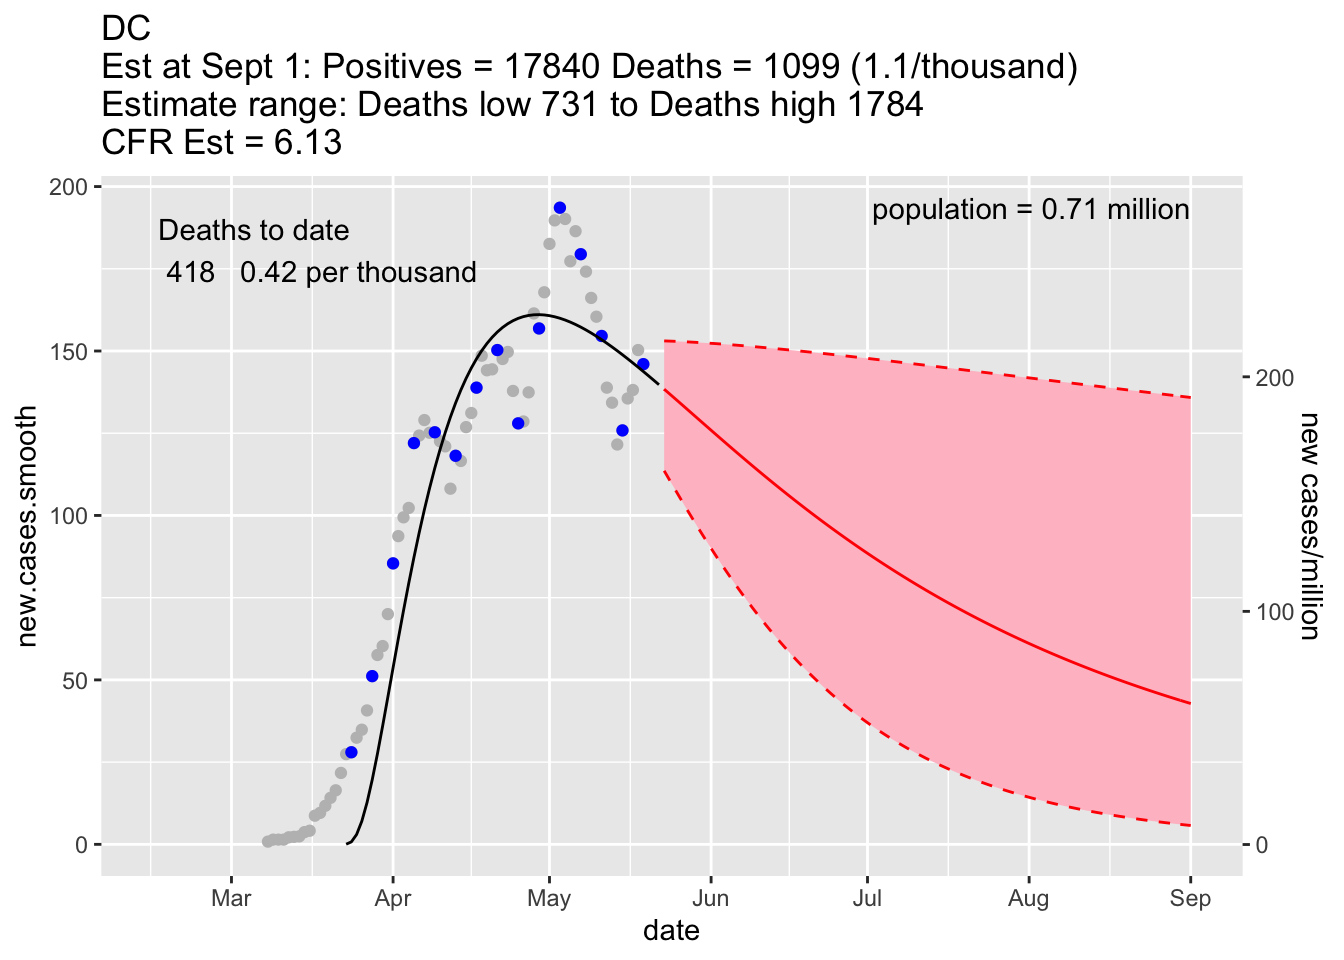 DC
Est at Sept 1: Positives = 17840 Deaths = 1099 (1.1/thousand)
Estimate range: Deaths low 731 to Deaths high 1784
CFR Est = 6.13
200
150
100
50
0
new.cases.smooth
Deaths to date
418 0.42 per thousand
population = 0.71 million
200
100
0
new cases/million
Mar Apr May Jun Jul Aug Sep
date